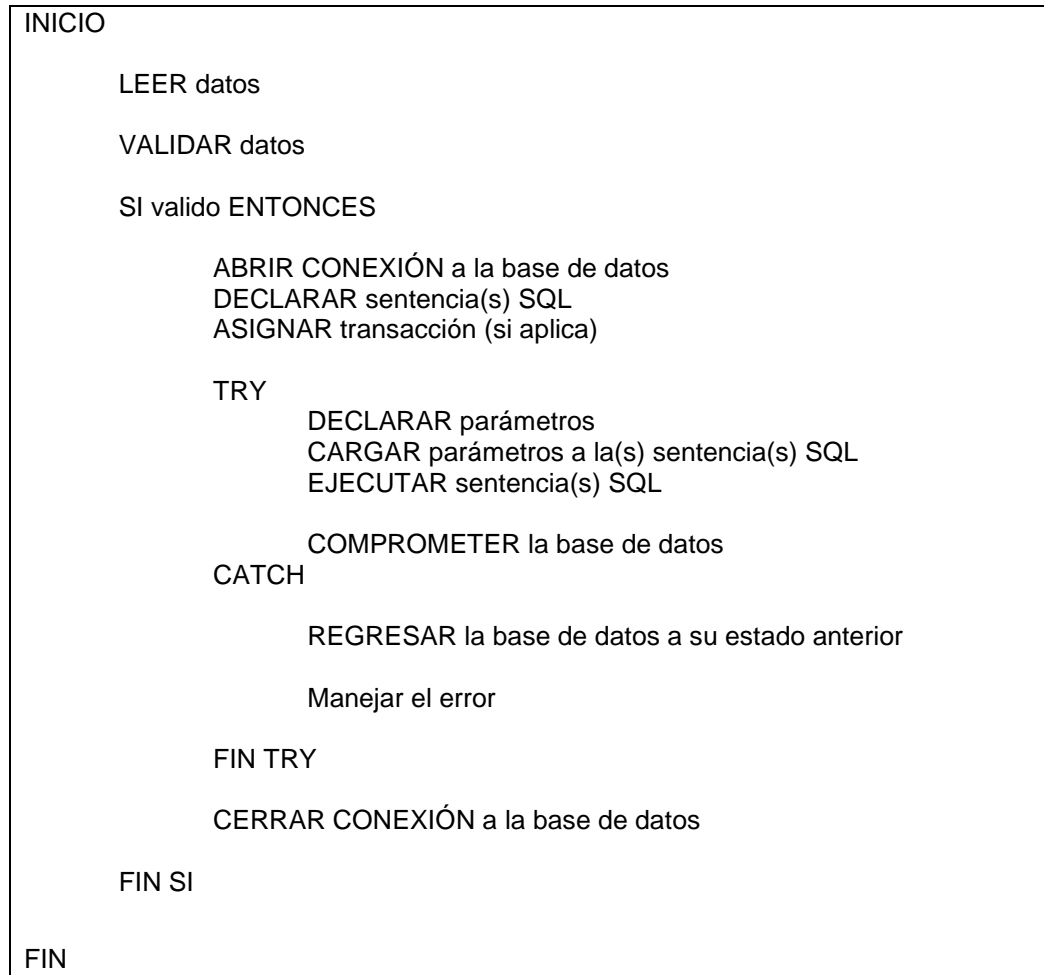 INICIO
LEER datos
VALIDAR datos
SI valido ENTONCES
ABRIR CONEXIÓN a la base de datos
DECLARAR sentencia(s) SQL
ASIGNAR transacción (si aplica)
TRY
DECLARAR parámetros
CARGAR parámetros a la(s) sentencia(s) SQL
EJECUTAR sentencia(s) SQL
COMPROMETER la base de datos
CATCH
REGRESAR la base de datos a su estado anterior
Manejar el error
FIN TRY
CERRAR CONEXIÓN a la base de datos
FIN SI
FIN